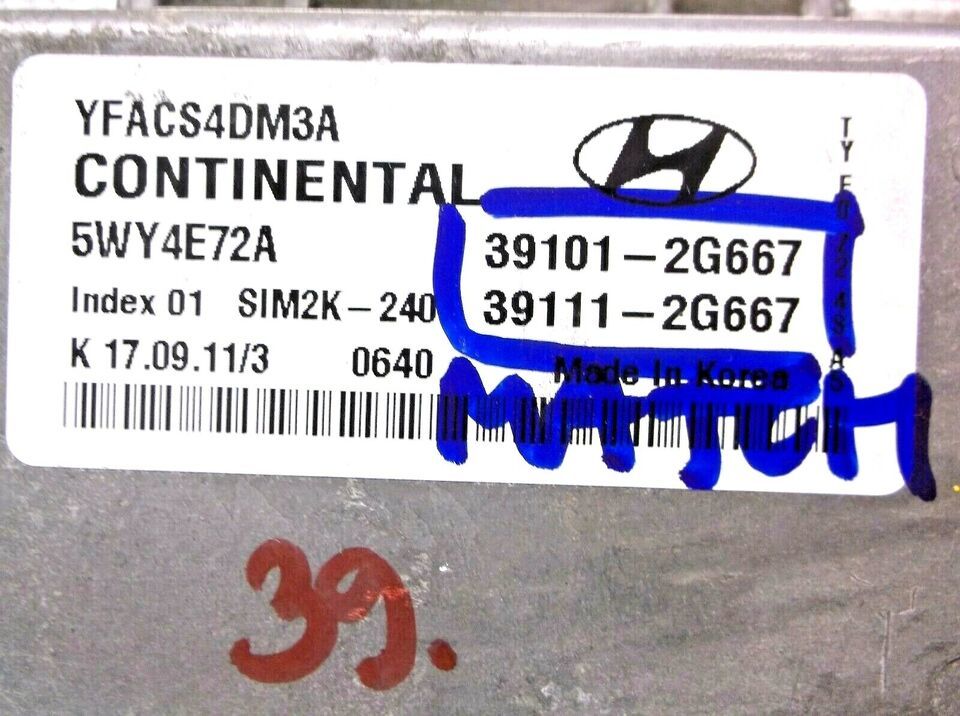 YFACS4DM3A
CONTINENTAL
5WY4E72A
39101-2G667
Index 01 SIM2K-240
39111-2G667
K 17.09.11/3 0640
Made In Korea
MATCH
39.